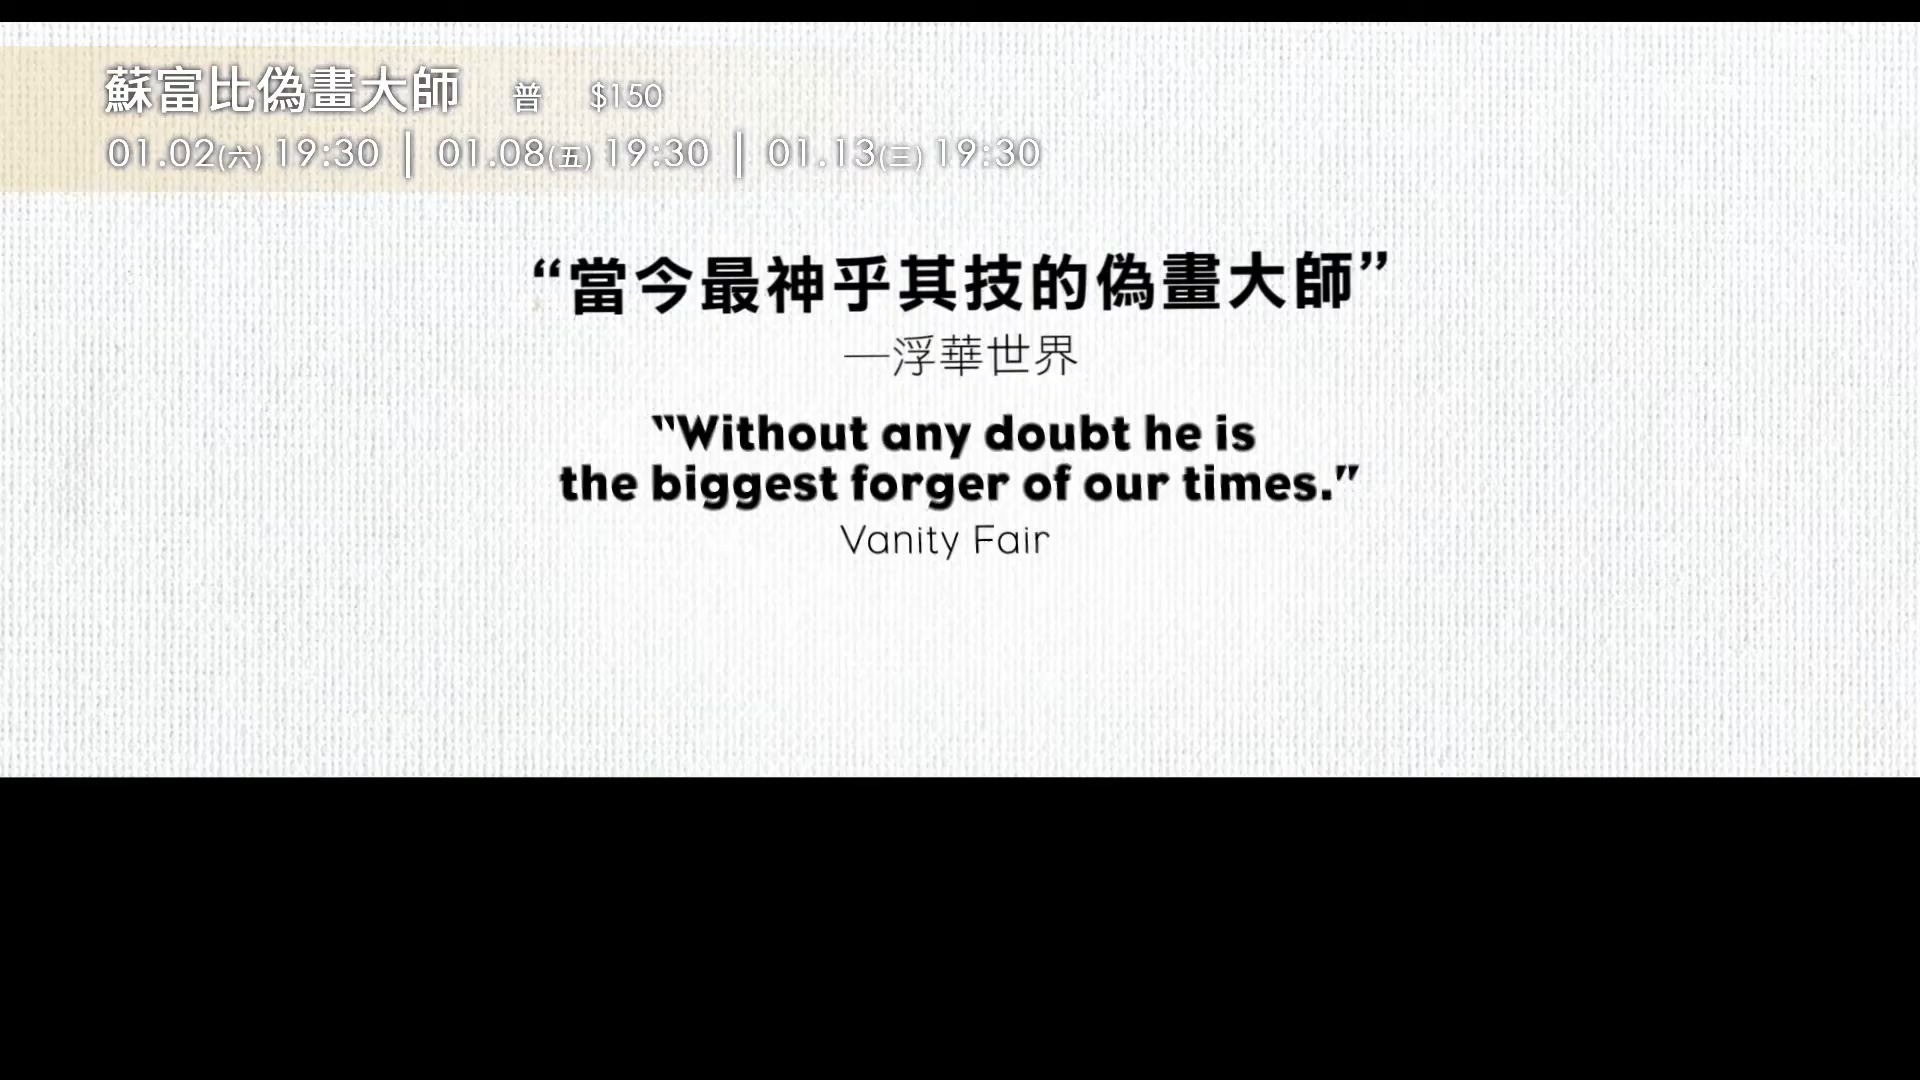 蘇富比偽畫大師 普 $150
01.02(六) 19:30 | 01.08(五) 19:30 | 01.13(三) 19:30
“當今最神乎其技的偽畫大師”
—浮華世界
"Without any doubt he is
the biggest forger of our times."
Vanity Fair